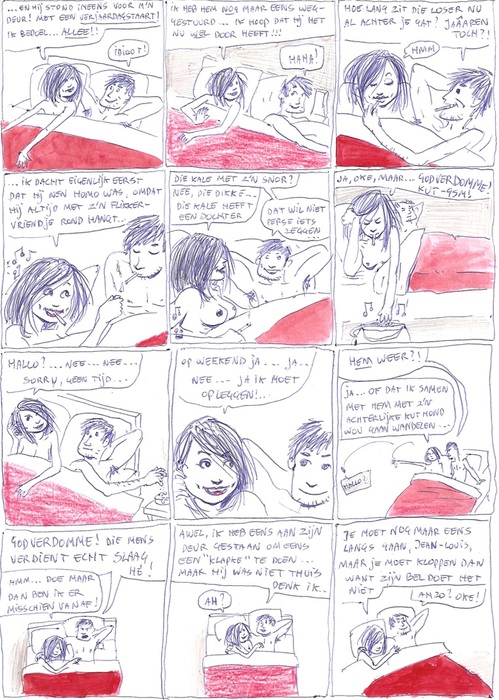 ...EN HIJ STOND INEENS VOOR M'N
DEUR! MET EEN VERJAARDAGSTAART!
IK BEDOEL... ALLEE!!
IDIOOT!
IK HEB HEM NOG MAAR EENS WEG-
GESTUURD... IK HOOP DAT HIJ HET
NU WEL DOOR HEEFT!!!
HAHA!
HOE LANG ZIT DIE LOSER NU
AL ACHTER JE GAT? JAAAREN
TOCH?!
HMM
...IK DACHT EIGENLIJK EERST
DAT HIJ NEN HOMO WAS, OMDAT
HIJ ALTIJD MET Z'N FLIKKER-
VRIENDJE ROND HANGT...
DIE KALE MET Z'N SNOR?
NEE, DIE DIKKE...
DIE KALE HEEFT
EEN DOCHTER
DAT WIL NIET
PERSE IETS
ZEGGEN...
JA, OKE, MAAR... GODVERDOMME!
KUT-GSM!
HALLO?... NEE... NEE...
SORRY, GEEN TIJD...
OP WEEKEND JA.... JA..
NEE... JA IK MOET
OPLEGGEN!..
HEM WEER?!
JA... OF DAT IK SAMEN
MET HEM MET Z'N
ACHTERLIJKE KUTHOND
WOU GAAN WANDELEN...
HALLO?
GODVERDOMME! DIE MENS
VERDIENT ECHT SLAAG
HE!
HMM... DOE MAAR
DAN BEN IK ER
MISSCHIEN VANAF!
AWEL, IK HEB EENS AAN ZIJN
DEUR GESTAAN OM EENS
EEN "KLAPKE" TE DOEN...
MAAR HIJ WAS NIET THUIS
DENK IK..
AH?
JE MOET NOG MAAR EENS
LANGS GAAN, JEAN-LOUIS,
MAAR JE MOET KLOPPEN DAN
WANT ZIJN BEL DOET HET
NIET
AH ZO? OKE!